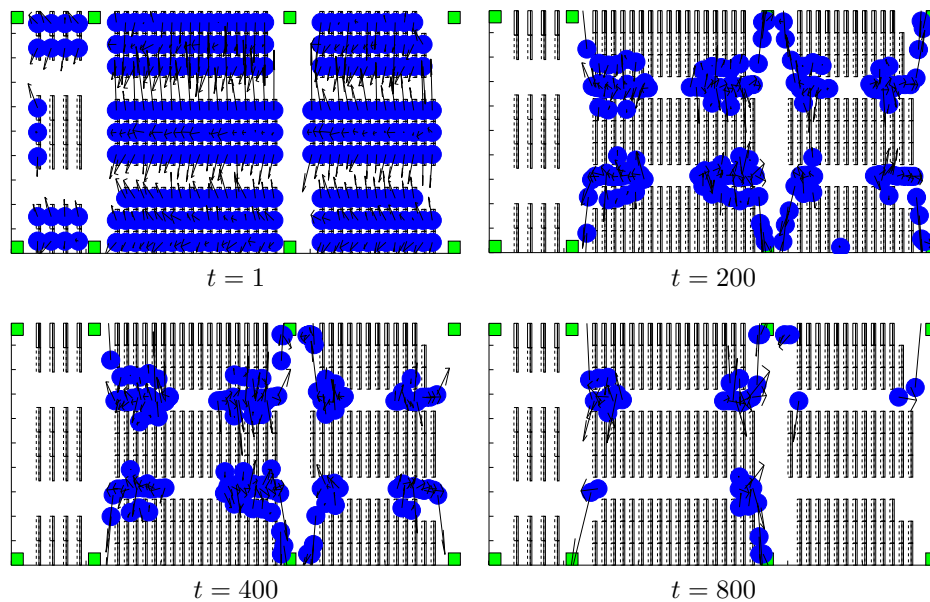 t = 1
t = 200
t = 400
t = 800